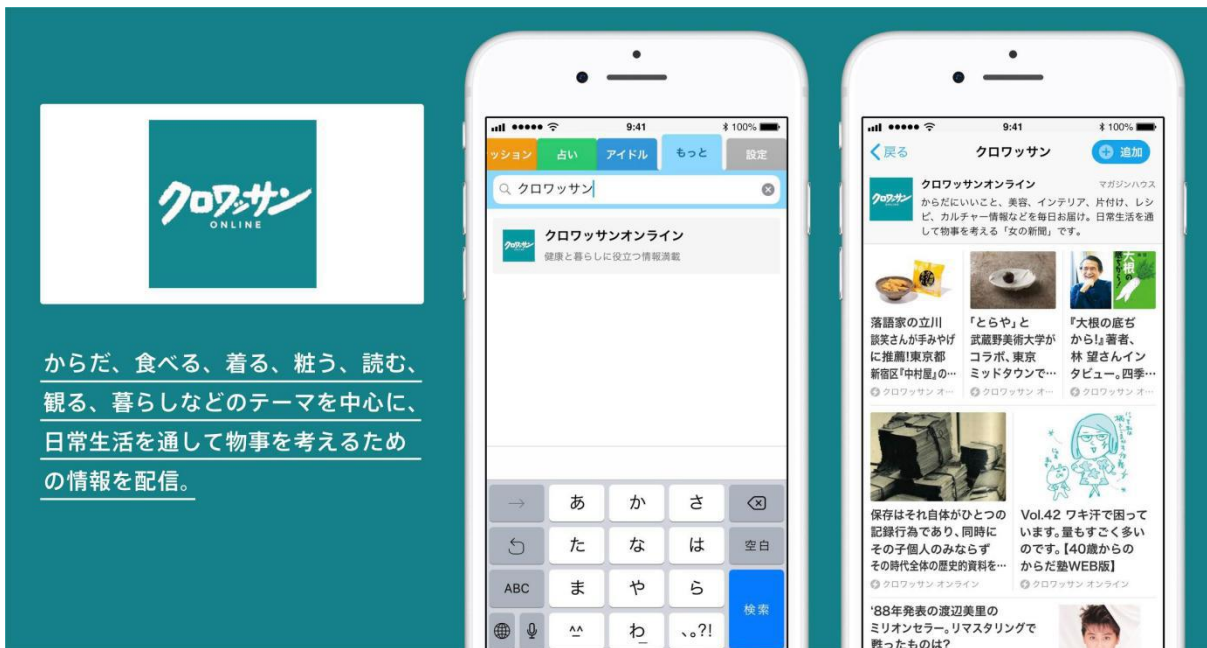 クロワッサン
ONLINE
からだ、食べる、着る、粧う、読む、
観る、暮らしなどのテーマを中心に、
日常生活を通して物事を考えるため
の情報を配信。
9:41
100%
ッション
占い
アイドル
もっと
設定
クロワッサン
クロワッサン
クロワッサンオンライン
健康と暮らしに役立つ情報満載
→
あ
か
さ
た
な
は
空白
ABC
ま
や
ら
検索
^^
わ
、。?!
9:41
100%
戻る
クロワッサン
追加
クロワッサン
クロワッサンオンライン
マガジンハウス
からだにいいこと、美容、インテリア、片付け、レシ
ピ、カルチャー情報などを毎日お届け。日常生活を通
して物事を考える「女の新聞」です。
大根の
落語家の立川
談笑さんが手みやげ
に推薦!東京都
新宿区『中村屋』の…
クロワッサン オ…
「とらや」と
武蔵野美術大学が
コラボ、東京
ミッドタウンで…
クロワッサン オ…
『大根の底ぢ
から!』著者、
林 望さんイン
タビュー。四季…
クロワッサン オ…
保存はそれ自体がひとつの
記録行為であり、同時に
その子個人のみならず
その時代全体の歴史的資料を…
クロワッサン オンライン
Vol.42 ワキ汗で困って
います。量もすごく多い
のです。【40歳からの
からだ塾WEB版】
クロワッサン オンライン
'88年発表の渡辺美里の
ミリオンセラー。リマスタリングで
甦ったものは?